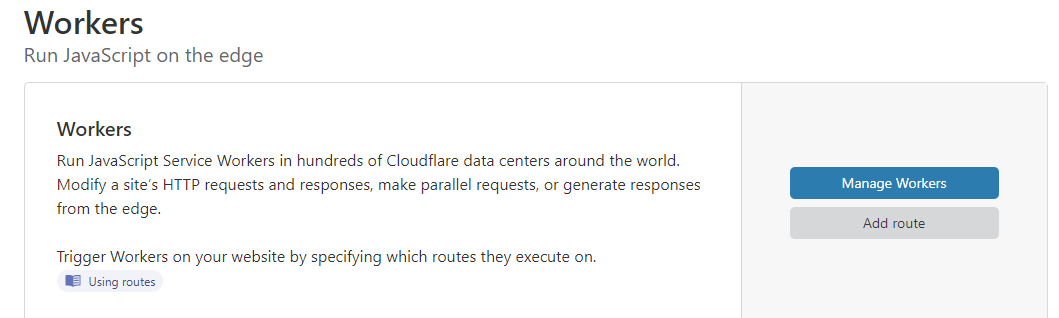 Workers
Run JavaScript on the edge
Workers
Run JavaScript Service Workers in hundreds of Cloudflare data centers around the world.
Modify a site's HTTP requests and responses, make parallel requests, or generate responses
from the edge.
Manage Workers
Add route
Trigger Workers on your website by specifying which routes they execute on.
Using routes